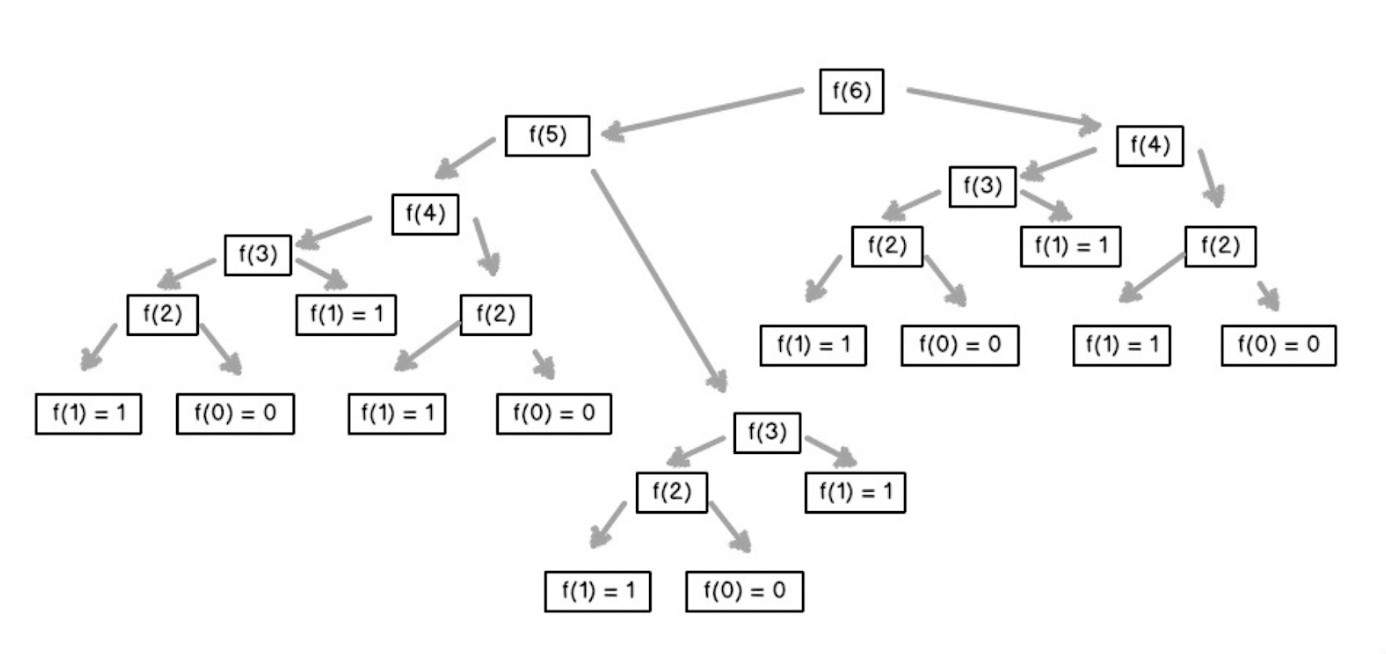 f(6)
f(5)
f(4)
f(3)
f(4)
f(3)
f(2)
f(1) = 1
f(2)
f(2)
f(1) = 1
f(2)
f(1) = 1
f(0) = 0
f(1) = 1
f(0) = 0
f(1) = 1
f(0) = 0
f(1) = 1
f(0) = 0
f(3)
f(2)
f(1) = 1
f(1) = 1
f(0) = 0